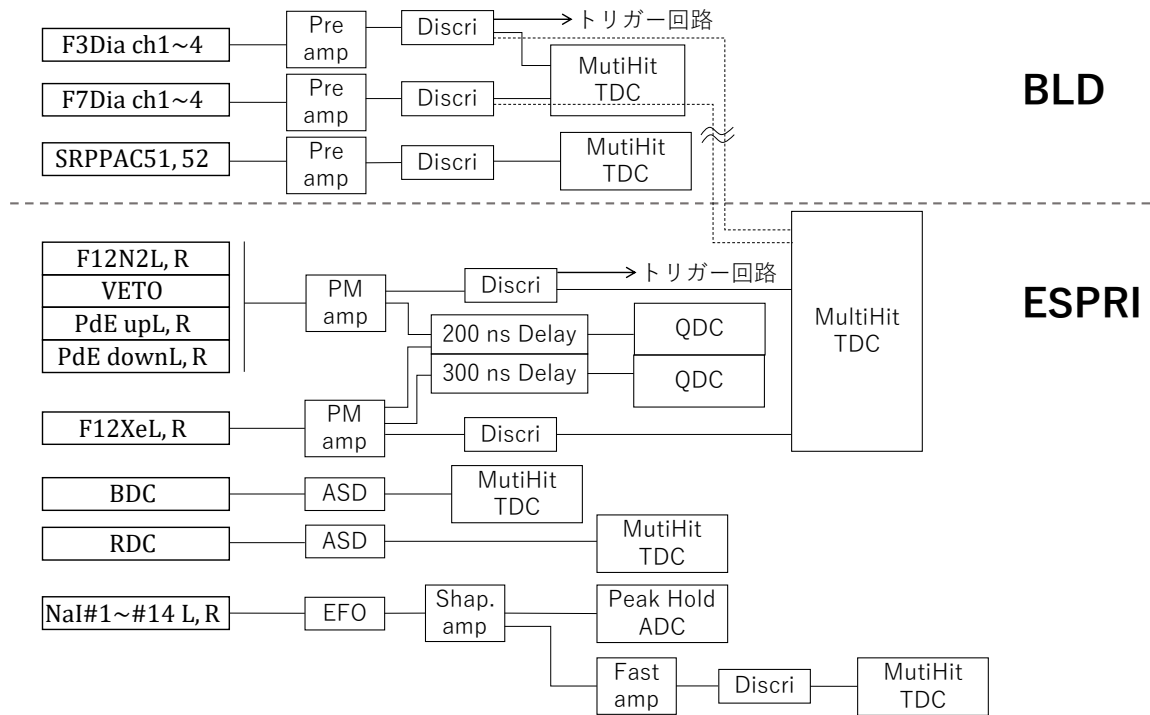 F3Dia ch1~4
Pre
amp
Discri
トリガー回路
MutiHit
TDC
BLD
F7Dia ch1~4
Pre
amp
Discri
SRPPAC51, 52
Pre
amp
Discri
MutiHit
TDC
F12N2L, R
VETO
PdE upL, R
PdE downL, R
PM
amp
Discri
トリガー回路
200 ns Delay
QDC
300 ns Delay
QDC
MultiHit
TDC
ESPRI
F12XeL, R
PM
amp
Discri
BDC
ASD
MutiHit
TDC
RDC
ASD
MutiHit
TDC
NaI#1~#14 L, R
EFO
Shap.
amp
Peak Hold
ADC
Fast
amp
Discri
MutiHit
TDC